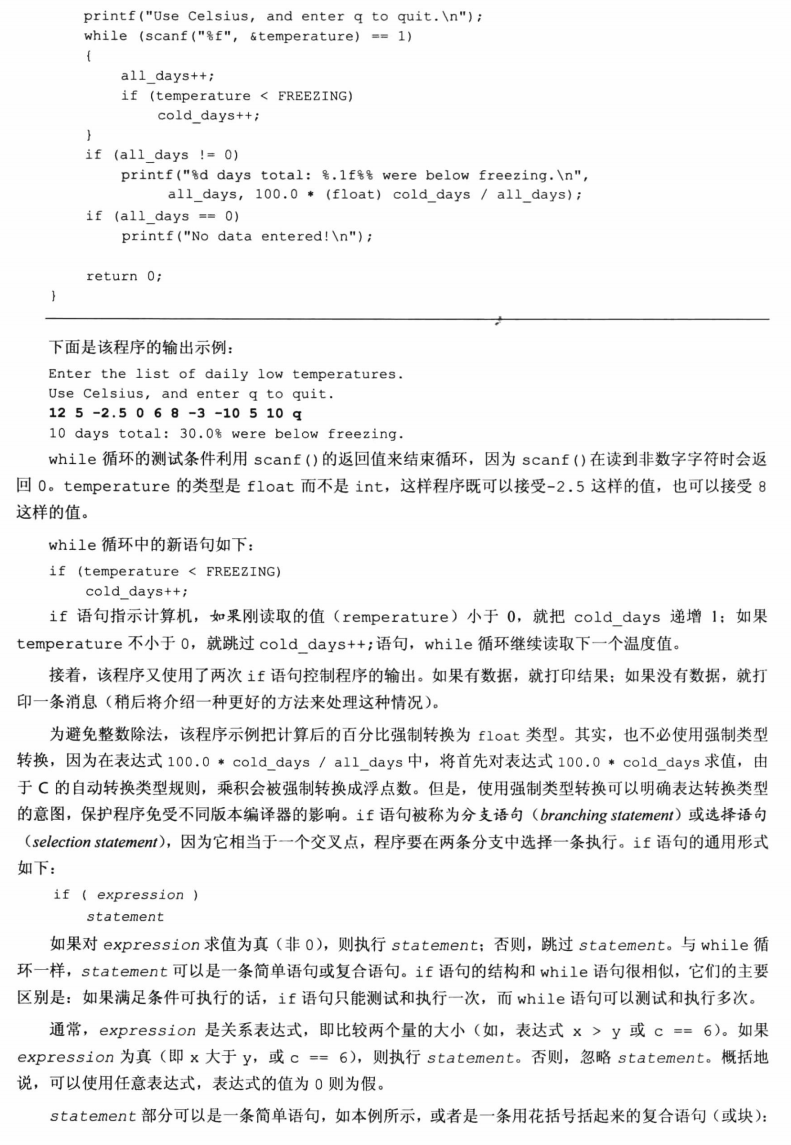 printf("Use Celsius, and enter q to quit.\n");
while (scanf("%f", &temperature) == 1)
{
all_days++;
if (temperature < FREEZING)
cold_days++;
}
if (all_days != 0)
printf("%d days total: %.1f%% were below freezing.\n",
all_days, 100.0 * (float) cold_days / all_days);
if (all_days == 0)
printf("No data entered!\n");
return 0;
}
下面是该程序的输出示例：
Enter the list of daily low temperatures.
Use Celsius, and enter q to quit.
12 5 -2.5 0 6 8 -3 -10 5 10 q
10 days total: 30.0% were below freezing.
while 循环的测试条件利用 scanf()的返回值来结束循环，因为 scanf()在读到非数字字符时会返
回 0。temperature 的类型是 float 而不是 int，这样程序既可以接受-2.5 这样的值，也可以接受 8
这样的值。
while 循环中的新语句如下：
if (temperature < FREEZING)
cold_days++;
if 语句指示计算机，如果刚读取的值（remperature）小于 0，就把 cold_days 递增 1；如果
temperature 不小于 0，就跳过 cold_days++;语句，while 循环继续读取下一个温度值。
接着，该程序又使用了两次 if 语句控制程序的输出。如果有数据，就打印结果；如果没有数据，就打
印一条消息（稍后将介绍一种更好的方法来处理这种情况）。
为避免整数除法，该程序示例把计算后的百分比强制转换为 float 类型。其实，也不必使用强制类型
转换，因为在表达式 100.0 * cold_days / all_days 中，将首先对表达式 100.0 * cold_days 求值，由
于 C 的自动转换类型规则，乘积会被强制转换成浮点数。但是，使用强制类型转换可以明确表达转换类型
的意图，保护程序免受不同版本编译器的影响。if 语句被称为分支语句（branching statement）或选择语句
（selection statement），因为它相当于一个交叉点，程序要在两条分支中选择一条执行。if 语句的通用形式
如下：
if ( expression )
statement
如果对 expression 求值为真（非 0），则执行 statement；否则，跳过 statement。与 while 循
环一样，statement 可以是一条简单语句或复合语句。if 语句的结构和 while 语句很相似，它们的主要
区别是：如果满足条件可执行的话，if 语句只能测试和执行一次，而 while 语句可以测试和执行多次。
通常，expression 是关系表达式，即比较两个量的大小（如，表达式 x > y 或 c == 6）。如果
expression 为真（即 x 大于 y，或 c == 6），则执行 statement。否则，忽略 statement。概括地
说，可以使用任意表达式，表达式的值为 0 则为假。
statement 部分可以是一条简单语句，如本例所示，或者是一条用花括号括起来的复合语句（或块）：